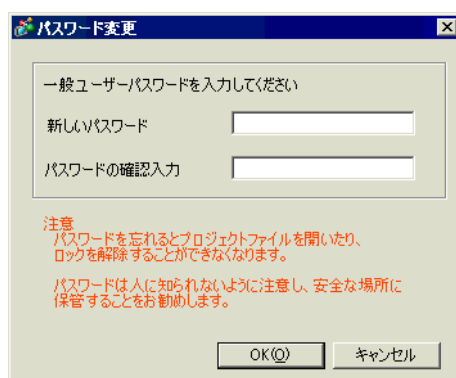 パスワード変更
一般ユーザーパスワードを入力してください
新しいパスワード
パスワードの確認入力
注意
パスワードを忘れるとプロジェクトファイルを開いたり、
ロックを解除することができなくなります。
パスワードは人に知られないように注意し、安全な場所に
保管することをお勧めします。
OK(O)
キャンセル